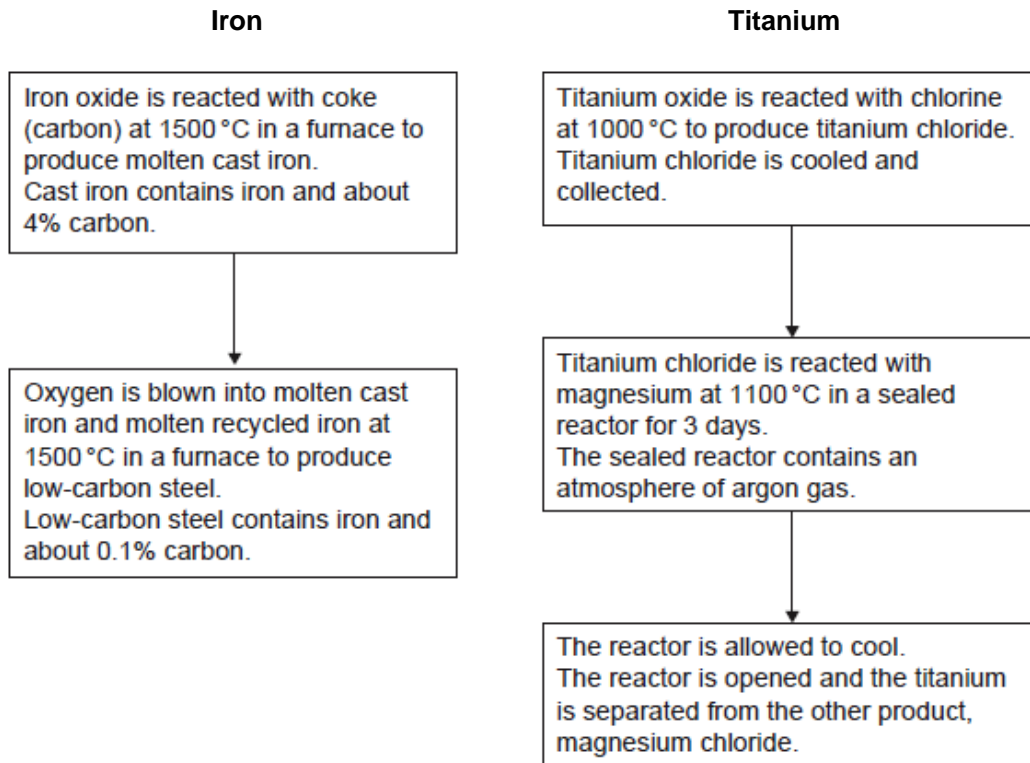 Iron
Iron oxide is reacted with coke
(carbon) at 1500 °C in a furnace to
produce molten cast iron.
Cast iron contains iron and about
4% carbon.
Oxygen is blown into molten cast
iron and molten recycled iron at
1500 °C in a furnace to produce
low-carbon steel.
Low-carbon steel contains iron and
about 0.1% carbon.
Titanium
Titanium oxide is reacted with chlorine
at 1000 °C to produce titanium chloride.
Titanium chloride is cooled and
collected.
Titanium chloride is reacted with
magnesium at 1100 °C in a sealed
reactor for 3 days.
The sealed reactor contains an
atmosphere of argon gas.
The reactor is allowed to cool.
The reactor is opened and the titanium
is separated from the other product,
magnesium chloride.